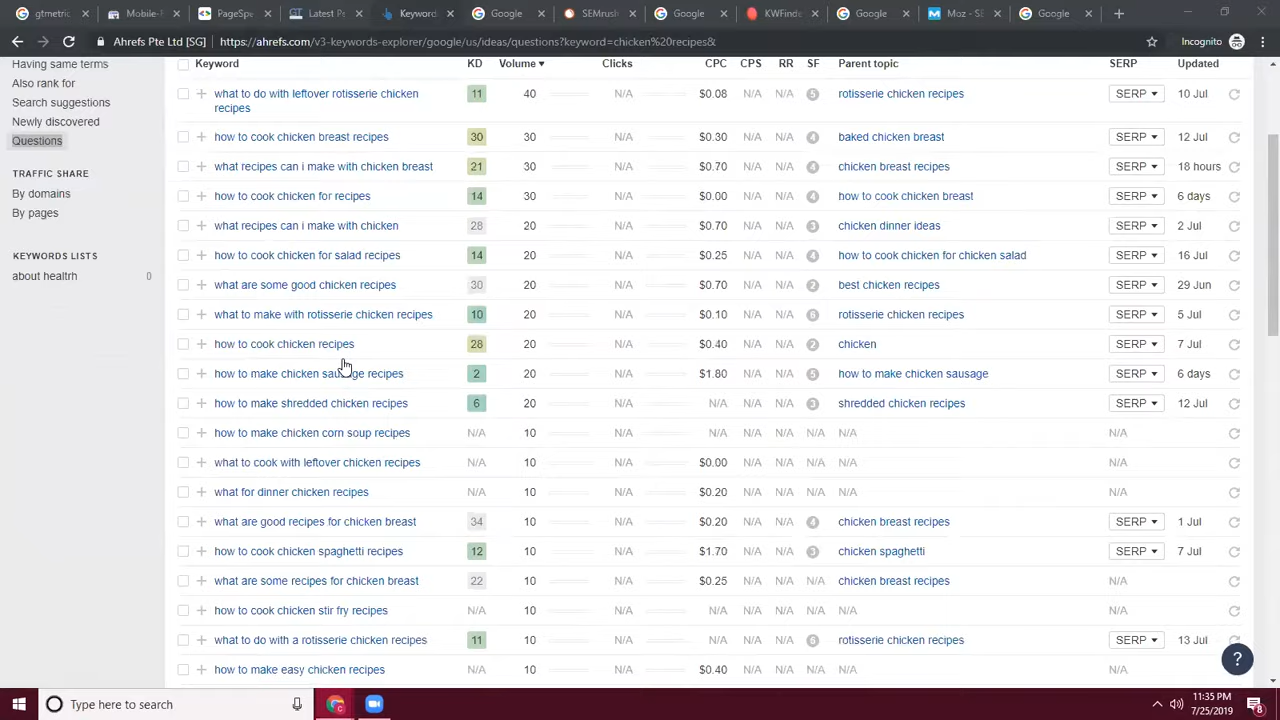 gtmetric
Mobile-F
PageSpe
Latest Pe
Keyword
Google
SEMrush
Google
KWFinde
Google
Moz - SE
Google
Ahrefs Pte Ltd [SG]
https://ahrefs.com/v3-keywords-explorer/google/us/ideas/questions?keyword=chicken%20recipes&
Incognito
Having same terms
Also rank for
Search suggestions
Newly discovered
Questions
TRAFFIC SHARE
By domains
By pages
KEYWORDS LISTS
about healtrh 0
Keyword KD Volume Clicks CPC CPS RR SF Parent topic SERP Updated
what to do with leftover rotisserie chicken 11 40 N/A $0.08 N/A N/A 5 rotisserie chicken recipes SERP 10 Jul
recipes
how to cook chicken breast recipes 30 30 N/A $0.30 N/A N/A 4 baked chicken breast SERP 12 Jul
what recipes can i make with chicken breast 21 30 N/A $0.70 N/A N/A 4 chicken breast recipes SERP 18 hours
how to cook chicken for recipes 14 30 N/A $0.00 N/A N/A 4 how to cook chicken breast SERP 6 days
what recipes can i make with chicken 28 20 N/A $0.70 N/A N/A 3 chicken dinner ideas SERP 2 Jul
how to cook chicken for salad recipes 14 20 N/A $0.25 N/A N/A 4 how to cook chicken for chicken salad SERP 16 Jul
what are some good chicken recipes 30 20 N/A $0.70 N/A N/A 2 best chicken recipes SERP 29 Jun
what to make with rotisserie chicken recipes 10 20 N/A $0.10 N/A N/A 6 rotisserie chicken recipes SERP 5 Jul
how to cook chicken recipes 28 20 N/A $0.40 N/A N/A 2 chicken SERP 7 Jul
how to make chicken sausage recipes 2 20 N/A $1.80 N/A N/A 5 how to make chicken sausage SERP 6 days
how to make shredded chicken recipes 6 20 N/A N/A N/A N/A 3 shredded chicken recipes SERP 12 Jul
how to make chicken corn soup recipes N/A 10 N/A N/A N/A N/A N/A N/A N/A
what to cook with leftover chicken recipes N/A 10 N/A $0.00 N/A N/A N/A N/A N/A
what for dinner chicken recipes N/A 10 N/A $0.20 N/A N/A N/A N/A N/A
what are good recipes for chicken breast 34 10 N/A $0.20 N/A N/A 4 chicken breast recipes SERP 1 Jul
how to cook chicken spaghetti recipes 12 10 N/A $1.70 N/A N/A 3 chicken spaghetti SERP 7 Jul
what are some recipes for chicken breast 22 10 N/A $0.25 N/A N/A N/A chicken breast recipes N/A
how to cook chicken stir fry recipes N/A 10 N/A N/A N/A N/A N/A N/A N/A
what to do with a rotisserie chicken recipes 11 10 N/A N/A N/A N/A 6 rotisserie chicken recipes SERP 13 Jul
how to make easy chicken recipes N/A 10 N/A $0.40 N/A N/A N/A N/A N/A
?
Type here to search
11:35 PM
7/25/2019
8